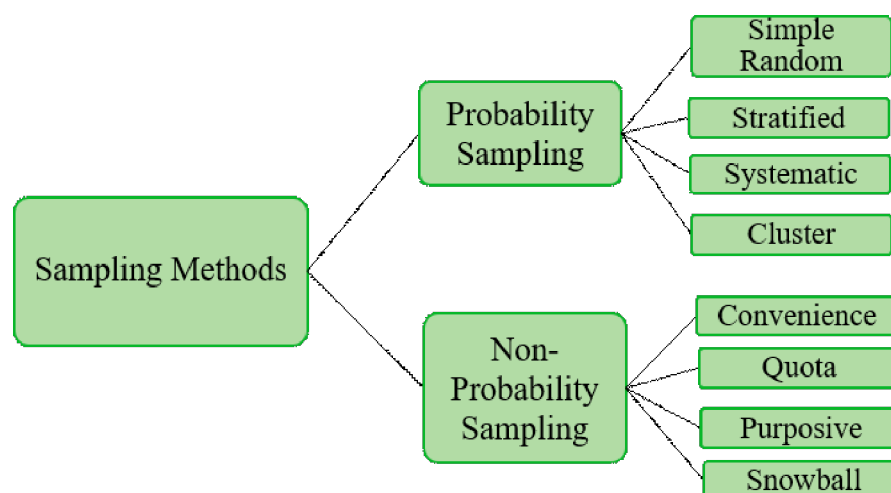 Sampling Methods
Probability
Sampling
Simple
Random
Stratified
Systematic
Cluster
Non-
Probability
Sampling
Convenience
Quota
Purposive
Snowball